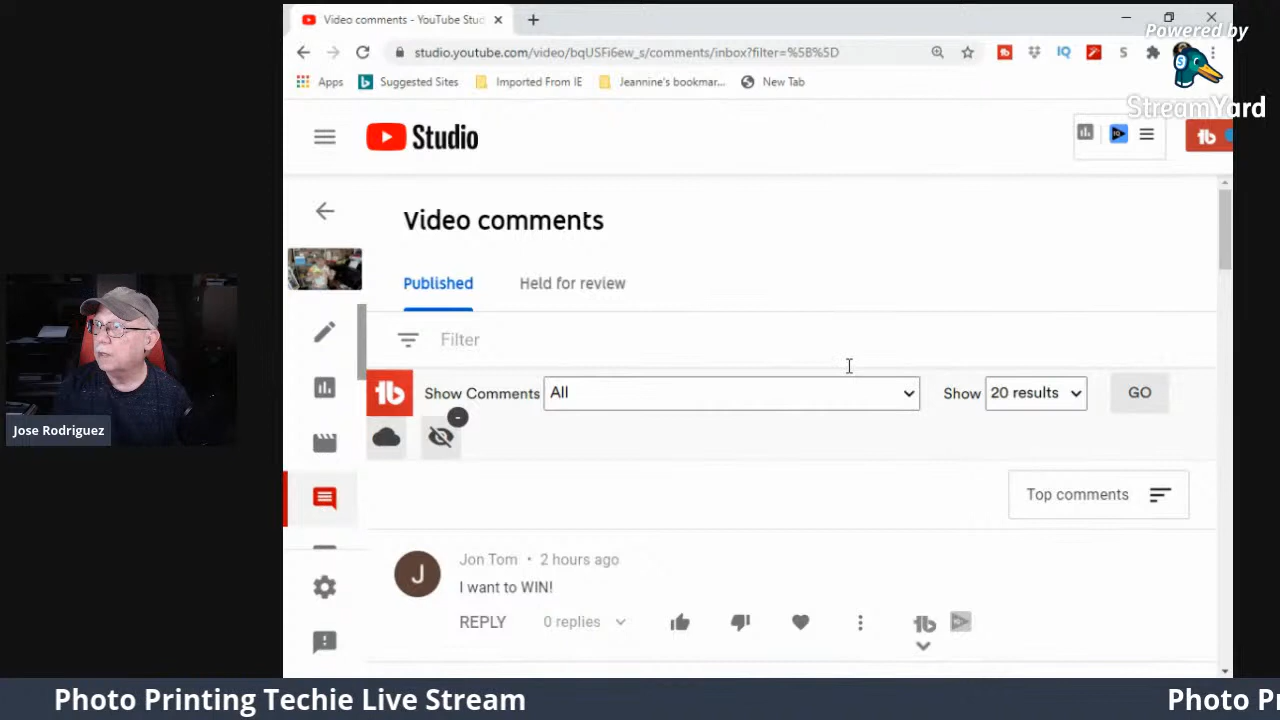 Video comments - YouTube Stu
Powered by
studio.youtube.com/video/bqUSFi6ew_s/comments/inbox?filter=%5B%5D
IQ
S
S
Apps
Suggested Sites
Imported From IE
Jeannine's bookmar...
New Tab
StreamYard
Studio
Video comments
Published
Held for review
Filter
Show Comments
All
Show
20 results
GO
-
Top comments
Jon Tom • 2 hours ago
J
I want to WIN!
REPLY
0 replies
Jose Rodriguez
Photo Printing Techie Live Stream
Photo Pr